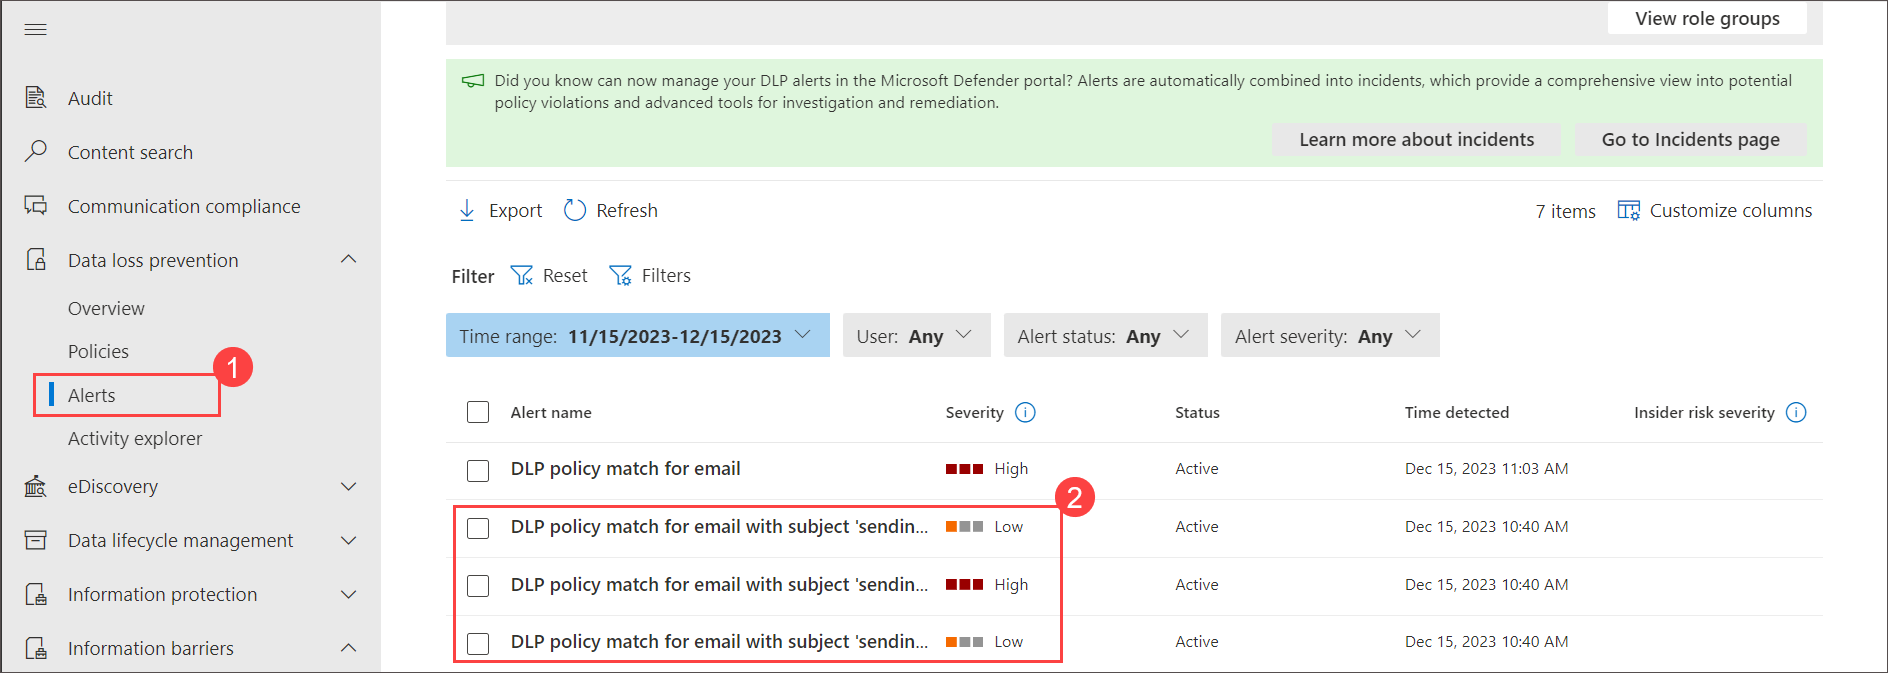 View role groups
Did you know can now manage your DLP alerts in the Microsoft Defender portal? Alerts are automatically combined into incidents, which provide a comprehensive view into potential
policy violations and advanced tools for investigation and remediation.
Learn more about incidents Go to Incidents page
Audit
Content search
Communication compliance
Data loss prevention
Overview
Policies
Alerts
1
Activity explorer
eDiscovery
Data lifecycle management
Information protection
Information barriers
Export Refresh 7 items Customize columns
Filter Reset Filters
Time range: 11/15/2023-12/15/2023 User: Any Alert status: Any Alert severity: Any
Alert name Severity Status Time detected Insider risk severity
DLP policy match for email High Active Dec 15, 2023 11:03 AM
2
DLP policy match for email with subject 'sendin... Low Active Dec 15, 2023 10:40 AM
DLP policy match for email with subject 'sendin... High Active Dec 15, 2023 10:40 AM
DLP policy match for email with subject 'sendin... Low Active Dec 15, 2023 10:40 AM